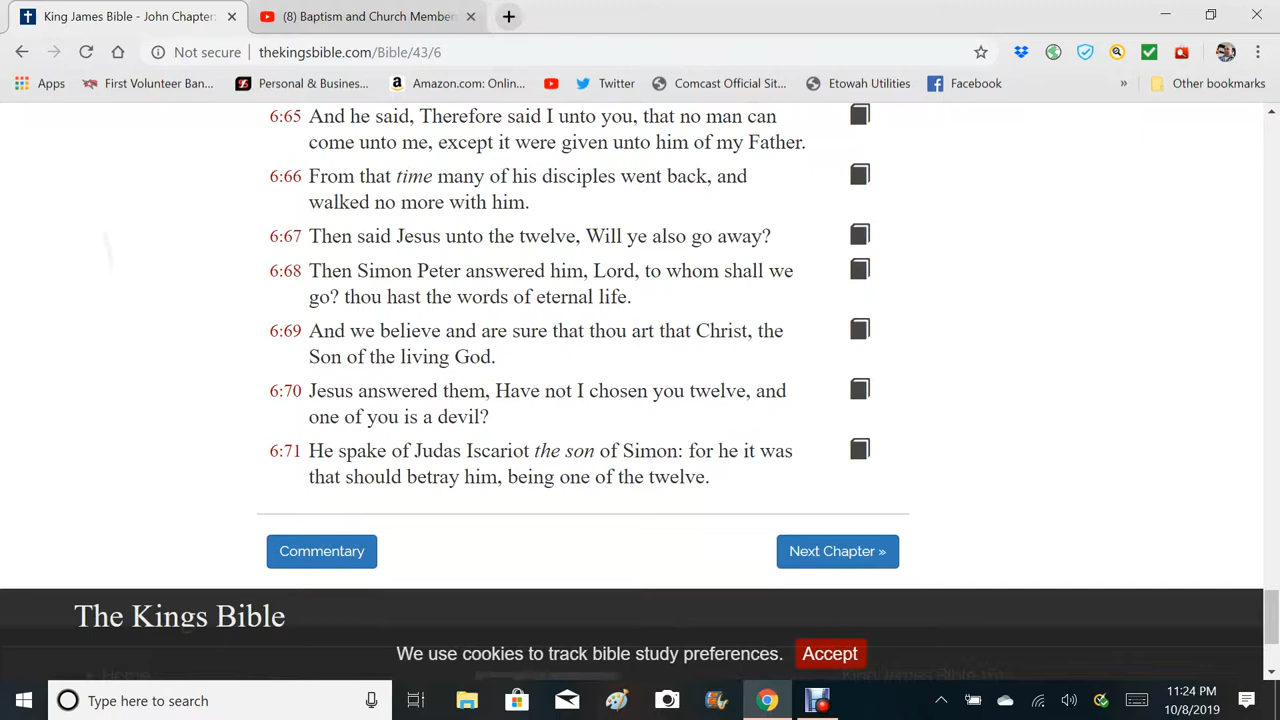 King James Bible - John Chapter
(8) Baptism and Church Member
Not secure | thekingsbible.com/Bible/43/6
Apps First Volunteer Ban... Personal & Business... Amazon.com: Onlin... Twitter Comcast Official Sit... Etowah Utilities Facebook » Other bookmarks
6:65 And he said, Therefore said I unto you, that no man can
come unto me, except it were given unto him of my Father.
6:66 From that time many of his disciples went back, and
walked no more with him.
6:67 Then said Jesus unto the twelve, Will ye also go away?
6:68 Then Simon Peter answered him, Lord, to whom shall we
go? thou hast the words of eternal life.
6:69 And we believe and are sure that thou art that Christ, the
Son of the living God.
6:70 Jesus answered them, Have not I chosen you twelve, and
one of you is a devil?
6:71 He spake of Judas Iscariot the son of Simon: for he it was
that should betray him, being one of the twelve.
Commentary
Next Chapter »
The Kings Bible
We use cookies to track bible study preferences. Accept
Home
Type here to search
11:24 PM
10/8/2019